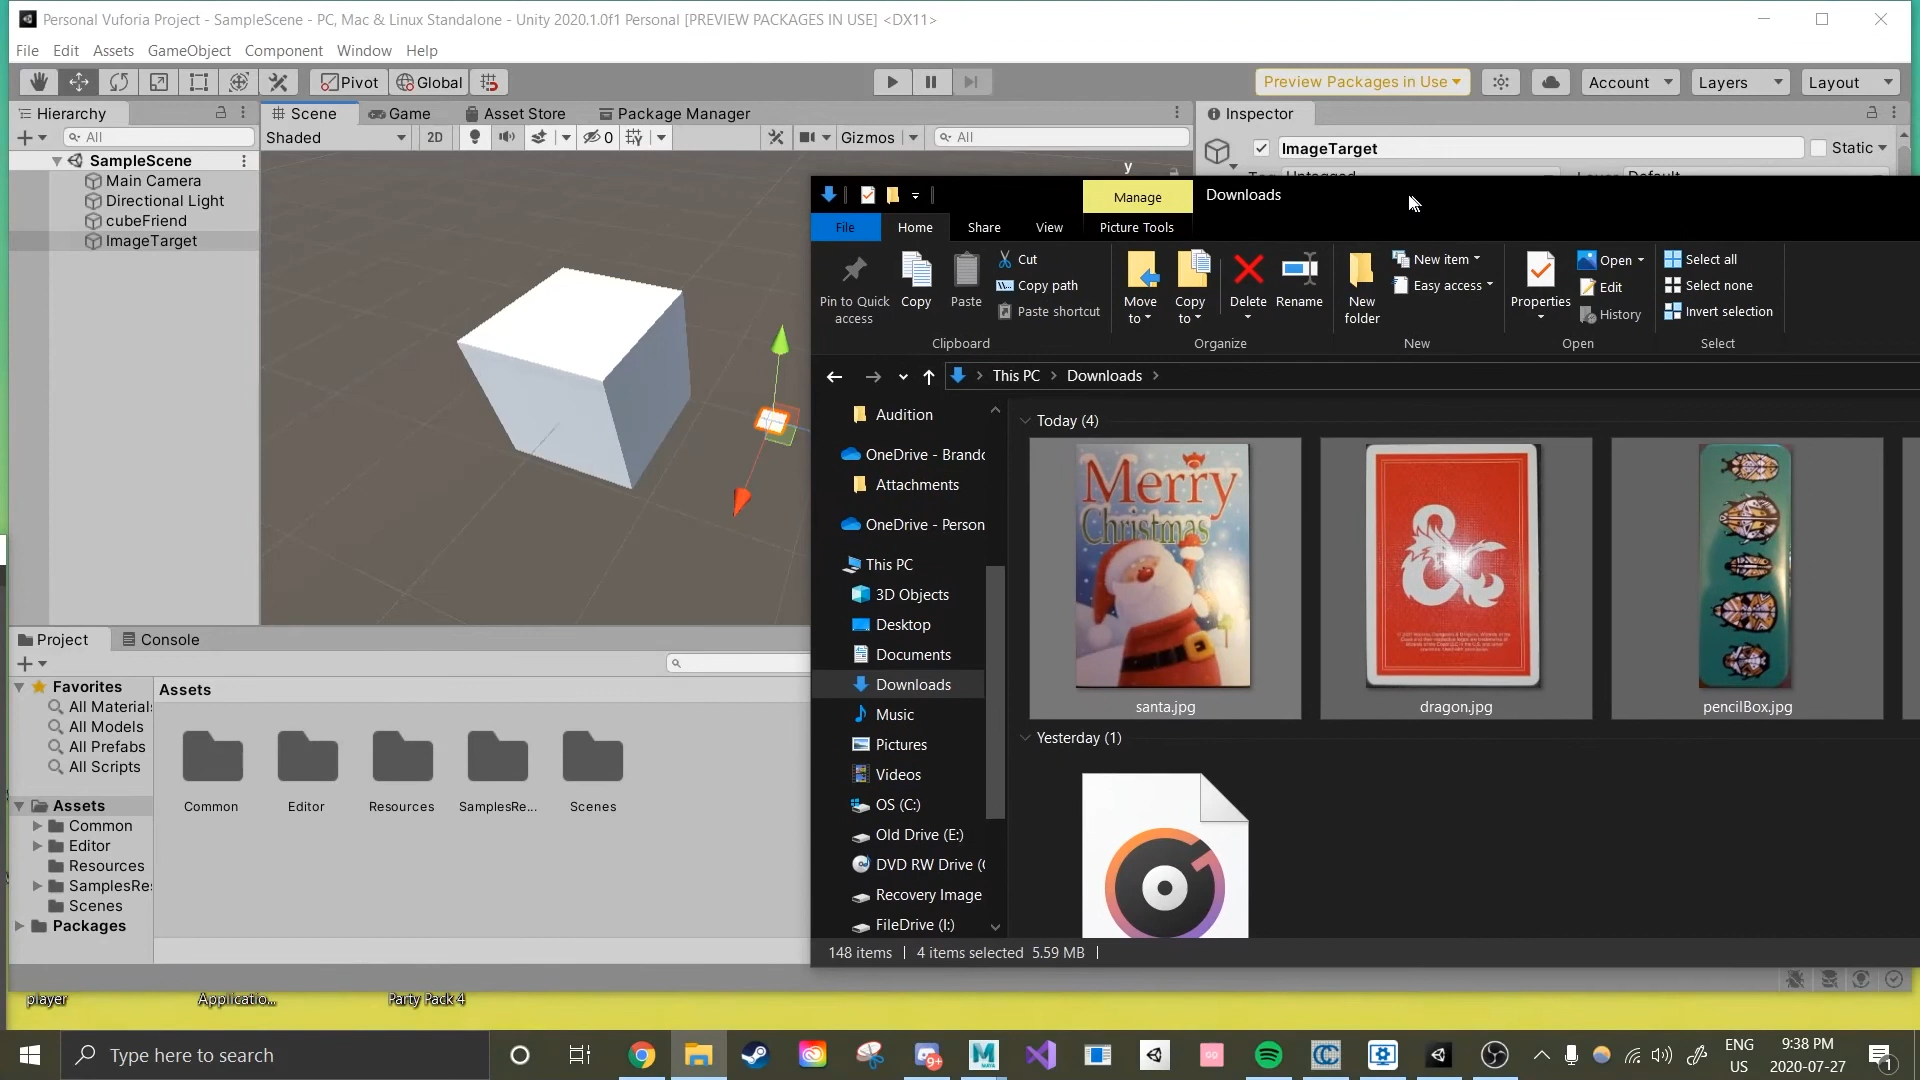 Personal Vuforia Project - SampleScene - PC, Mac & Linux Standalone - Unity 2020.1.0f1 Personal [PREVIEW PACKAGES IN USE] <DX11>
File Edit Assets GameObject Component Window Help
Pivot Global Preview Packages in Use Account Layers Layout
Hierarchy Scene Game Asset Store Package Manager Inspector
All Shaded 2D 0 Gizmos All
SampleScene
Main Camera
Directional Light
cubeFriend
ImageTarget
y
ImageTarget Static
Manage Downloads
File Home Share View Picture Tools
Pin to Quick access
Copy
Paste
Cut
Copy path
Paste shortcut
Clipboard
Move to
Copy to
Delete
Rename
Organize
New folder
New item
Easy access
New
Properties
Open
Edit
History
Open
Select all
Select none
Invert selection
Select
This PC > Downloads >
Audition
OneDrive - Brando
Attachments
OneDrive - Person
This PC
3D Objects
Desktop
Documents
Downloads
Music
Pictures
Videos
OS (C:)
Old Drive (E:)
DVD RW Drive (
Recovery Image
FileDrive (I:)
Today (4)
Merry
Christmas
santa.jpg
dragon.jpg
pencilBox.jpg
Yesterday (1)
148 items 4 items selected 5.59 MB
Project Console
Favorites
All Materials
All Models
All Prefabs
All Scripts
Assets
Common
Editor
Resources
SamplesRes
Scenes
Packages
Assets
Common Editor Resources SamplesRe... Scenes
player Applicatio... Party Pack 4
Type here to search
9+
ENG
US
9:38 PM
2020-07-27
1